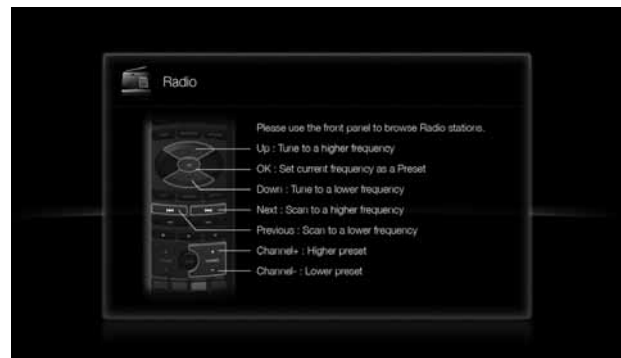 Radio
Please use the front panel to browse Radio stations.
Up : Tune to a higher frequency
OK : Set current frequency as a Preset
Down : Tune to a lower frequency
Next : Scan to a higher frequency
Previous : Scan to a lower frequency
Channel+ : Higher preset
Channel- : Lower preset